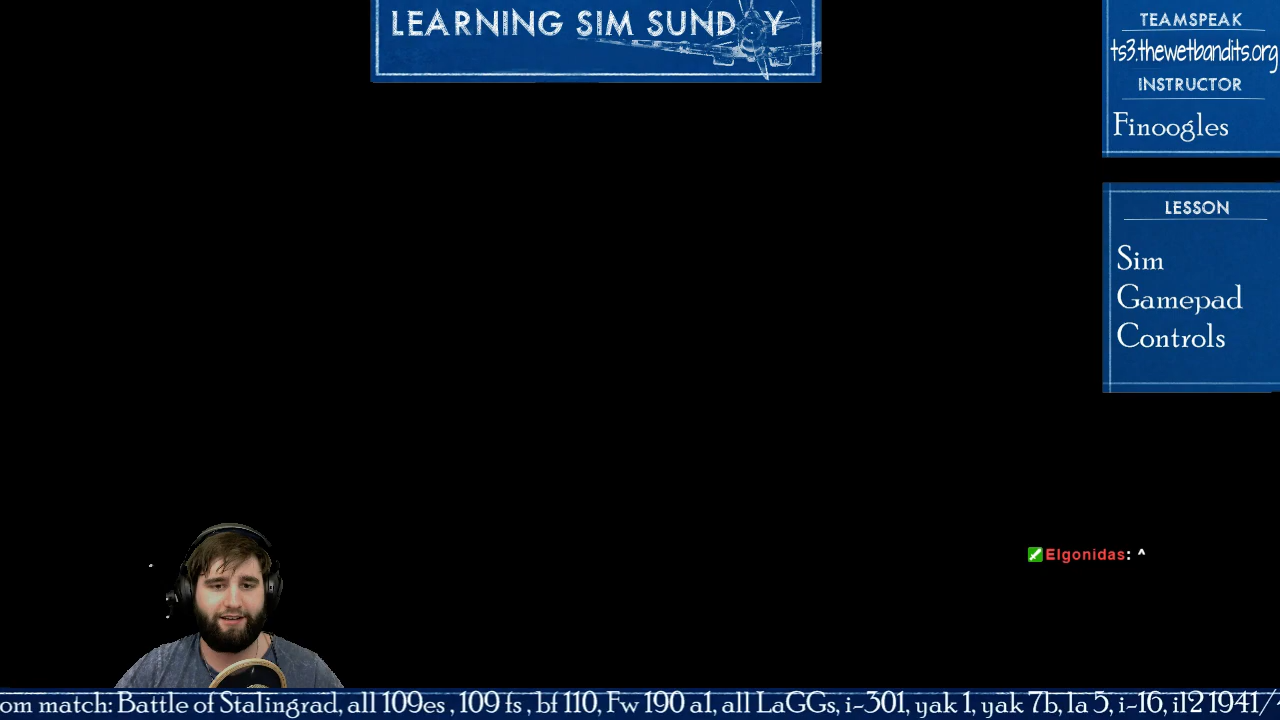 LEARNING SIM SUND Y
TEAMSPEAK
ts3.thewetbandits.org
INSTRUCTOR
Finoogles
LESSON
Sim
Gamepad
Controls
Elgonidas: ^
om match: Battle of Stalingrad, all 109es , 109 fs , bf 110, Fw 190 a1, all LaGGs, i-301, yak 1, yak 7b, la 5, i-16, il2 1941/